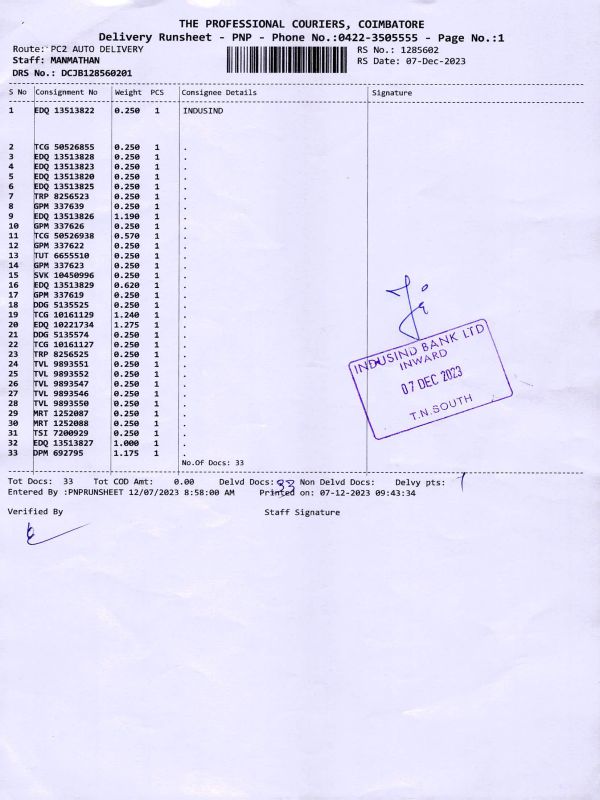 THE PROFESSIONAL COURIERS, COIMBATORE
Delivery Runsheet - PNP - Phone No.:0422-3505555 - Page No.:1
Route: PC2 AUTO DELIVERY RS No.: 1285602
Staff: MANMATHAN RS Date: 07-Dec-2023
DRS No.: DCJB128560201
S No Consignment No Weight PCS Consignee Details Signature
1 EDQ 13513822 0.250 1 INDUSIND
2 TCG 50526855 0.250 1 .
3 EDQ 13513828 0.250 1 .
4 EDQ 13513823 0.250 1 .
5 EDQ 13513820 0.250 1 .
6 EDQ 13513825 0.250 1 .
7 TRP 8256523 0.250 1 .
8 GPM 337639 0.250 1 .
9 EDQ 13513826 1.190 1 .
10 GPM 337626 0.250 1 .
11 TCG 50526938 0.570 1 .
12 GPM 337622 0.250 1 .
13 TUT 6655510 0.250 1 .
14 GPM 337623 0.250 1 .
15 SVK 10450996 0.250 1 .
16 EDQ 13513829 0.620 1 .
17 GPM 337619 0.250 1 .
18 DDG 5135525 0.250 1 .
19 TCG 10161129 1.240 1 .
20 EDQ 10221734 1.275 1 .
21 DDG 5135574 0.250 1 .
22 TCG 10161127 0.250 1 .
23 TRP 8256525 0.250 1 .
24 TVL 9893551 0.250 1 .
25 TVL 9893552 0.250 1 .
26 TVL 9893547 0.250 1 .
27 TVL 9893546 0.250 1 .
28 TVL 9893550 0.250 1 .
29 MRT 1252087 0.250 1 .
30 MRT 1252088 0.250 1 .
31 TSI 7200929 0.250 1 .
32 EDQ 13513827 1.000 1 .
33 DPM 692795 1.175 1 .
INDUSIND BANK LTD
INWARD
07 DEC 2023
T.N.SOUTH
No.Of Docs: 33
Tot Docs: 33 Tot COD Amt: 0.00 Delvd Docs: 33 Non Delvd Docs: Delvy pts: 1
Entered By :PNPRUNSHEET 12/07/2023 8:58:00 AM Printed on: 07-12-2023 09:43:34
Verified By Staff Signature